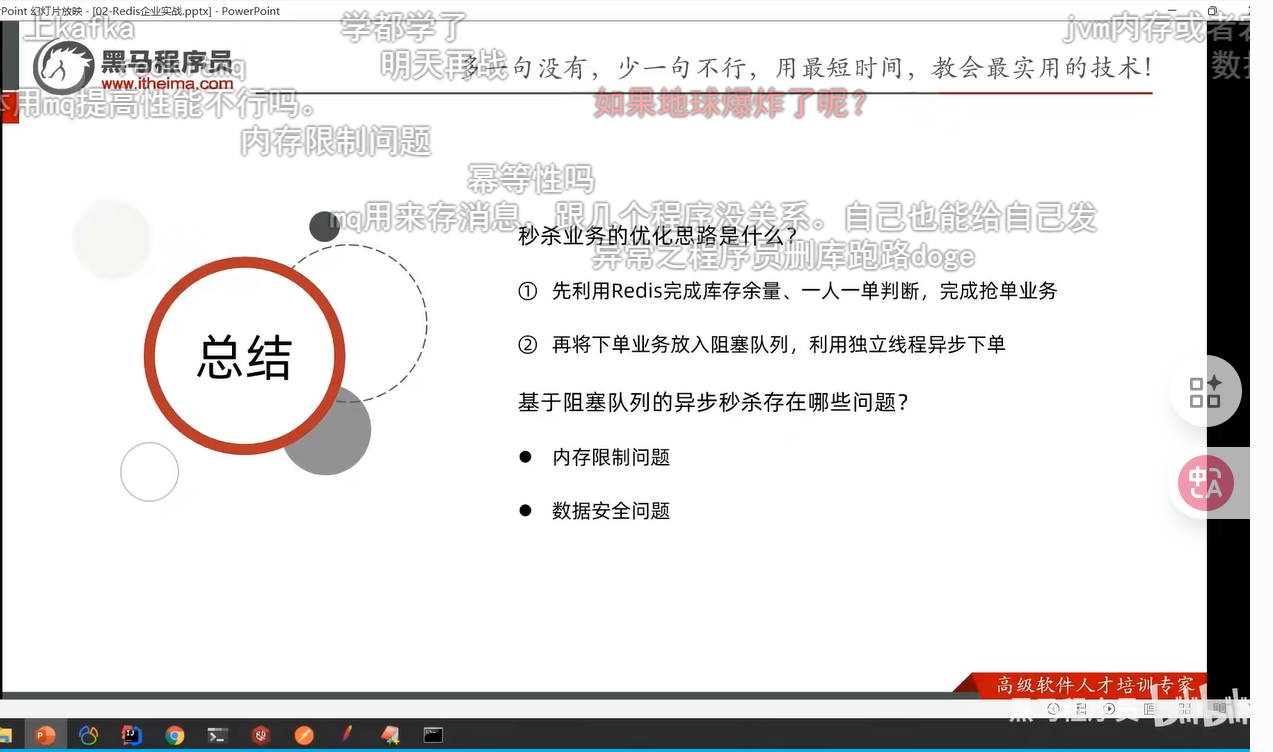 Point 幻灯片放映 - [02-Redis企业实战.pptx] - PowerPoint
上kafka
学都学了
jvm内存或者
黑马程序员
www.itheima.com
明天再战
多一句没有，少一句不行，用最短时间，教会最实用的技术！
用mq提高性能不行吗。
如果地球爆炸了呢？
内存限制问题
幂等性吗
mq用来存消息，跟几个程序没关系。自己也能给自己发
秒杀业务的优化思路是什么？
异常之程序员删库跑路doge
① 先利用Redis完成库存余量、一人一单判断，完成抢单业务
② 再将下单业务放入阻塞队列，利用独立线程异步下单
总结
基于阻塞队列的异步秒杀存在哪些问题？
● 内存限制问题
● 数据安全问题
高级软件人才培训专家
黑马程序员 bilibili